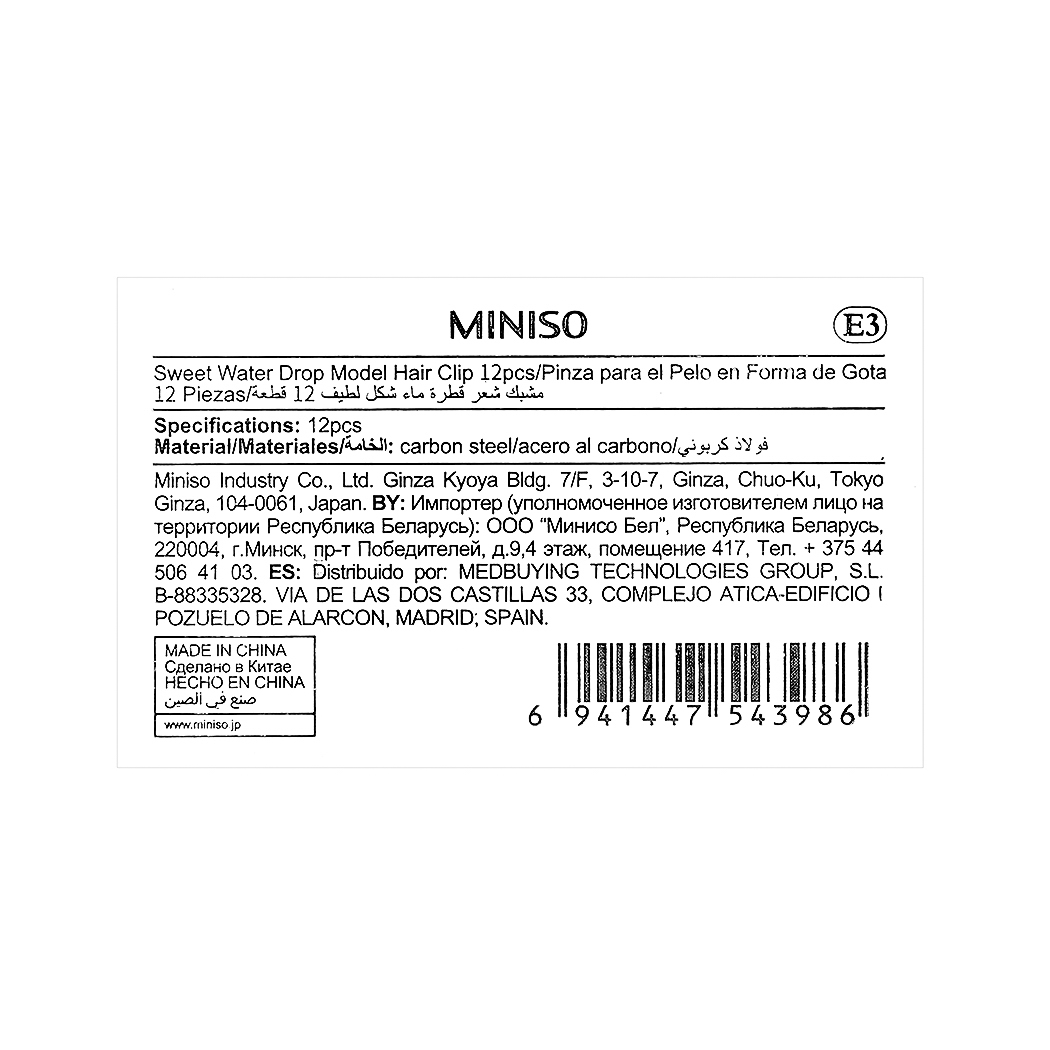 MINISO
E3
Sweet Water Drop Model Hair Clip 12pcs/Pinza para el Pelo en Forma de Gota
12 Piezas/مشبك شعر قطرة ماء شكل لطيف 12 قطعة
Specifications: 12pcs
Material/Materiales/الخامة: carbon steel/acero al carbono/فولاذ كربوني
Miniso Industry Co., Ltd. Ginza Kyoya Bldg. 7/F, 3-10-7, Ginza, Chuo-Ku, Tokyo
Ginza, 104-0061, Japan. BY: Импортер (уполномоченное изготовителем лицо на
территории Республика Беларусь): ООО "Минисо Бел", Республика Беларусь,
220004, г.Минск, пр-т Победителей, д.9,4 этаж, помещение 417, Тел. + 375 44
506 41 03. ES: Distribuido por: MEDBUYING TECHNOLOGIES GROUP, S.L.
B-88335328. VIA DE LAS DOS CASTILLAS 33, COMPLEJO ATICA-EDIFICIO I
POZUELO DE ALARCON, MADRID; SPAIN.
MADE IN CHINA
Сделано в Китае
HECHO EN CHINA
صنع في الصين
www.miniso.jp
6 941447 543986